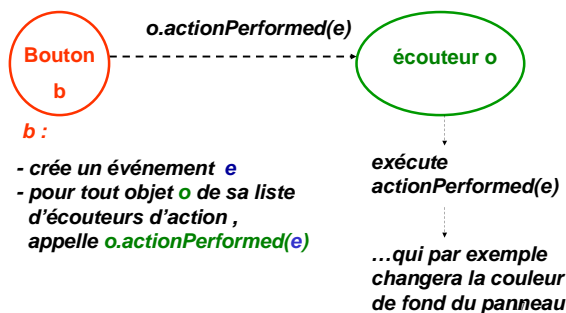 o.actionPerformed(e)
Bouton
b
écouteur o
b :
- crée un événement e
- pour tout objet o de sa liste
d'écouteurs d'action ,
appelle o.actionPerformed(e)
exécute
actionPerformed(e)
…qui par exemple
changera la couleur
de fond du panneau